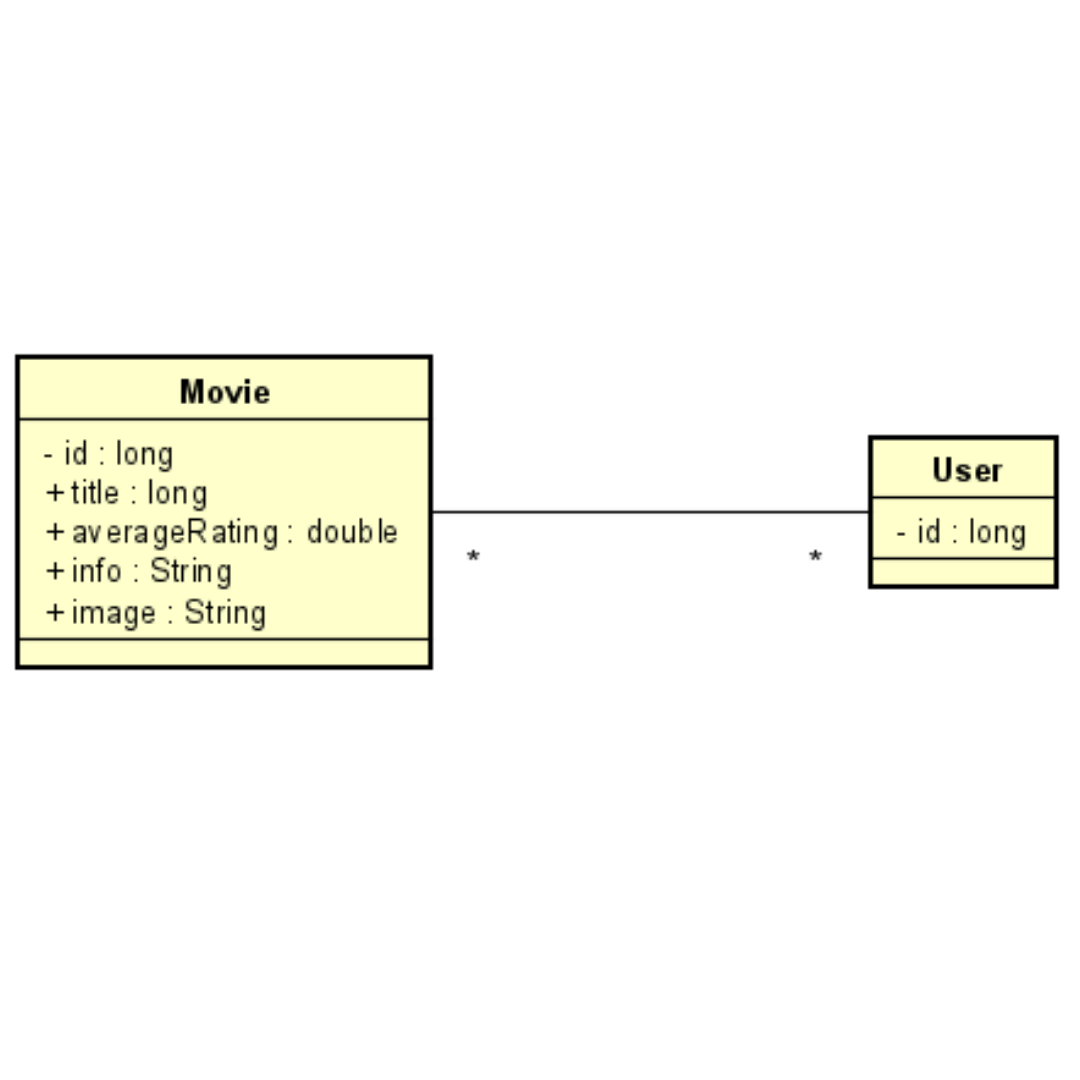 Movie
- id : long
+ title : long
+ averageRating : double
+ info : String
+ image : String
* *
User
- id : long